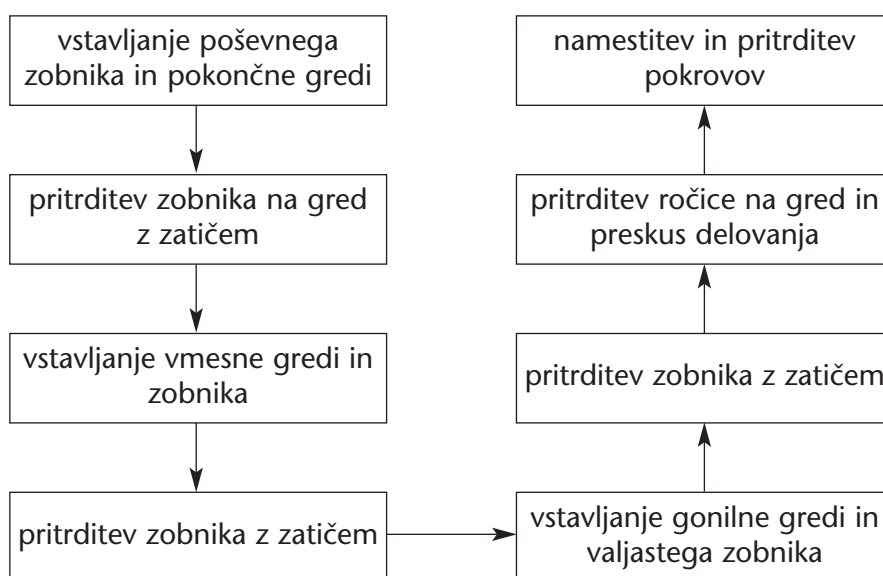 vstavljanje poševnega
zobnika in pokončne gredi
pritrditev zobnika na gred
z zatičem
vstavljanje vmesne gredi in
zobnika
pritrditev zobnika z zatičem
vstavljanje gonilne gredi in
valjastega zobnika
pritrditev zobnika z zatičem
pritrditev ročice na gred in
preskus delovanja
namestitev in pritrditev
pokrovov